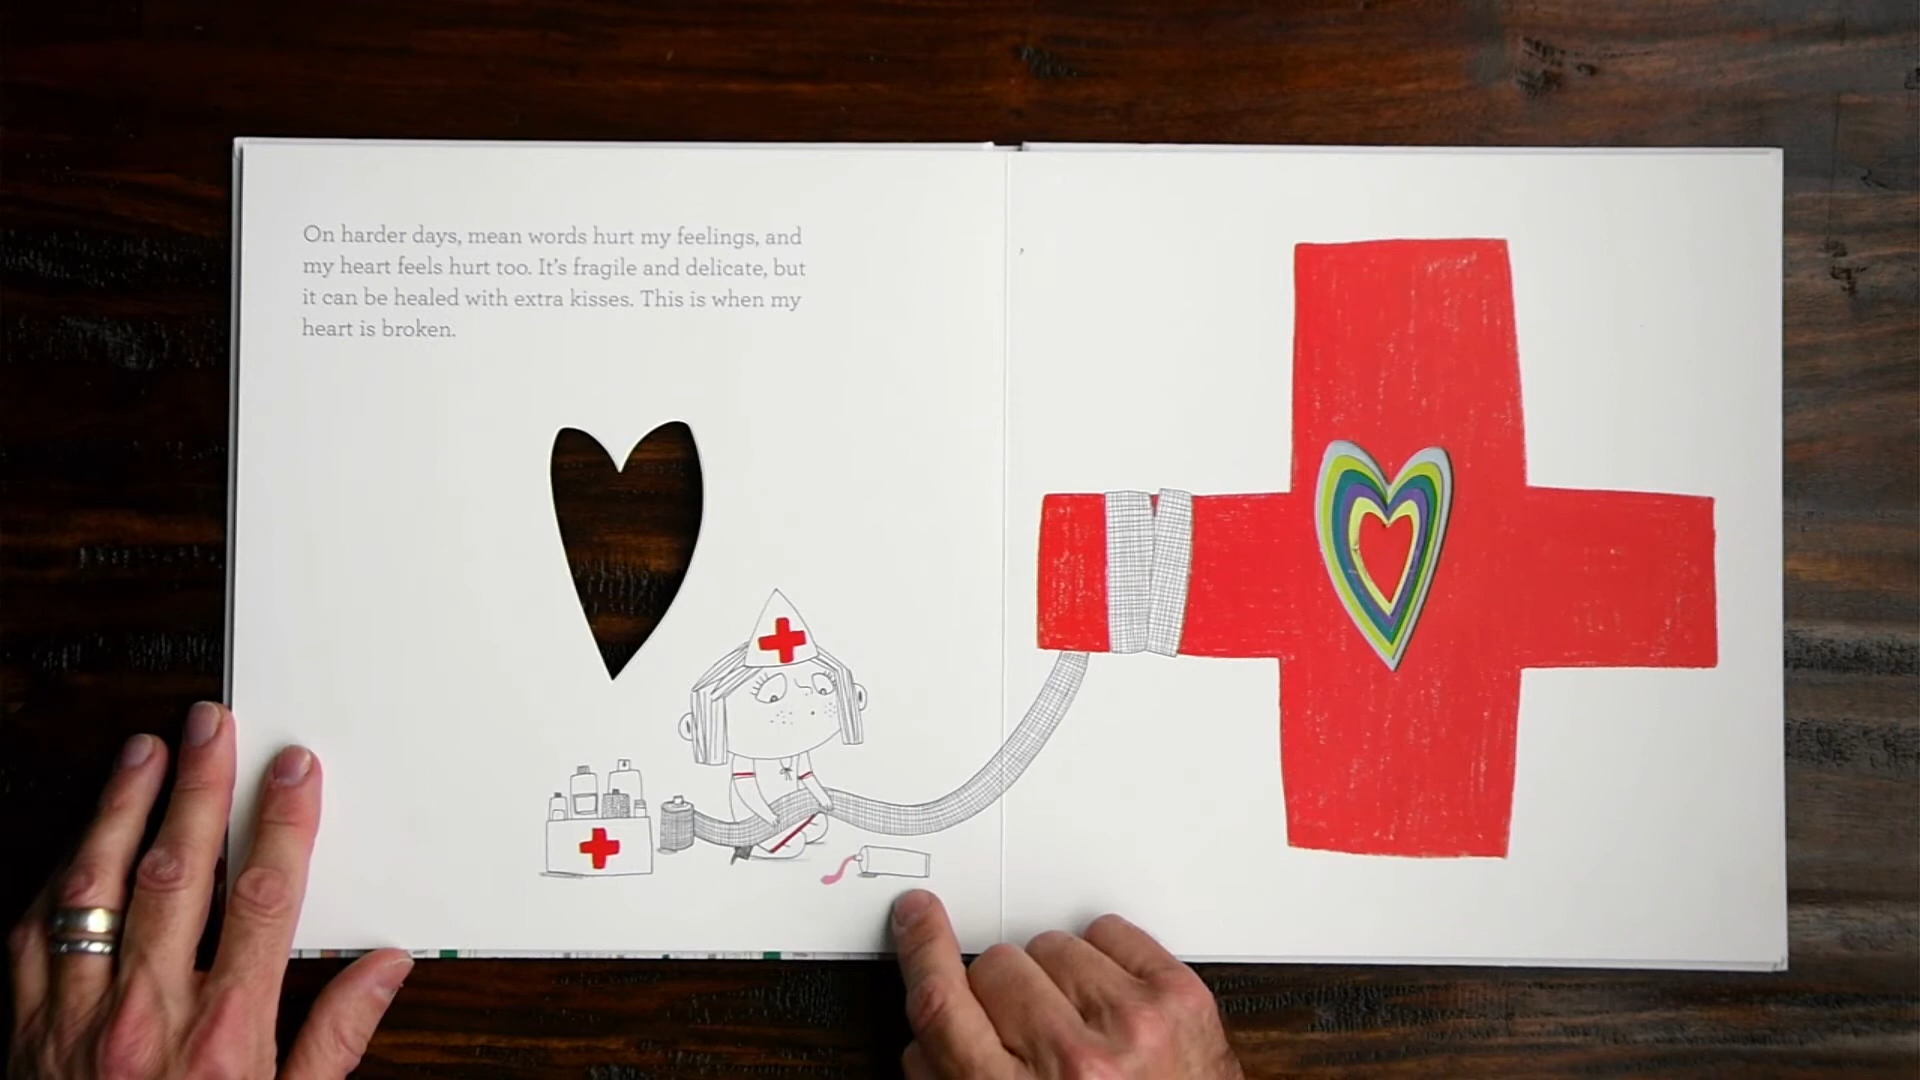 On harder days, mean words hurt my feelings, and
my heart feels hurt too. It's fragile and delicate, but
it can be healed with extra kisses. This is when my
heart is broken.